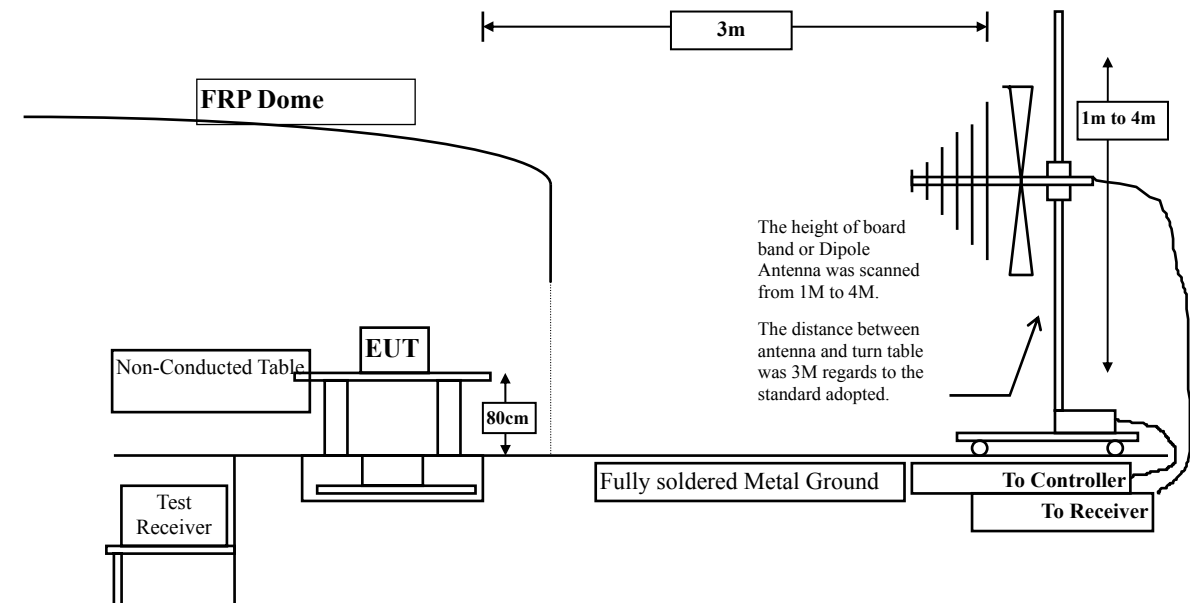 3m
FRP Dome
1m to 4m
The height of board
band or Dipole
Antenna was scanned
from 1M to 4M.
The distance between
antenna and turn table
was 3M regards to the
standard adopted.
EUT
Non-Conducted Table
80cm
Fully soldered Metal Ground
To Controller
To Receiver
Test
Receiver